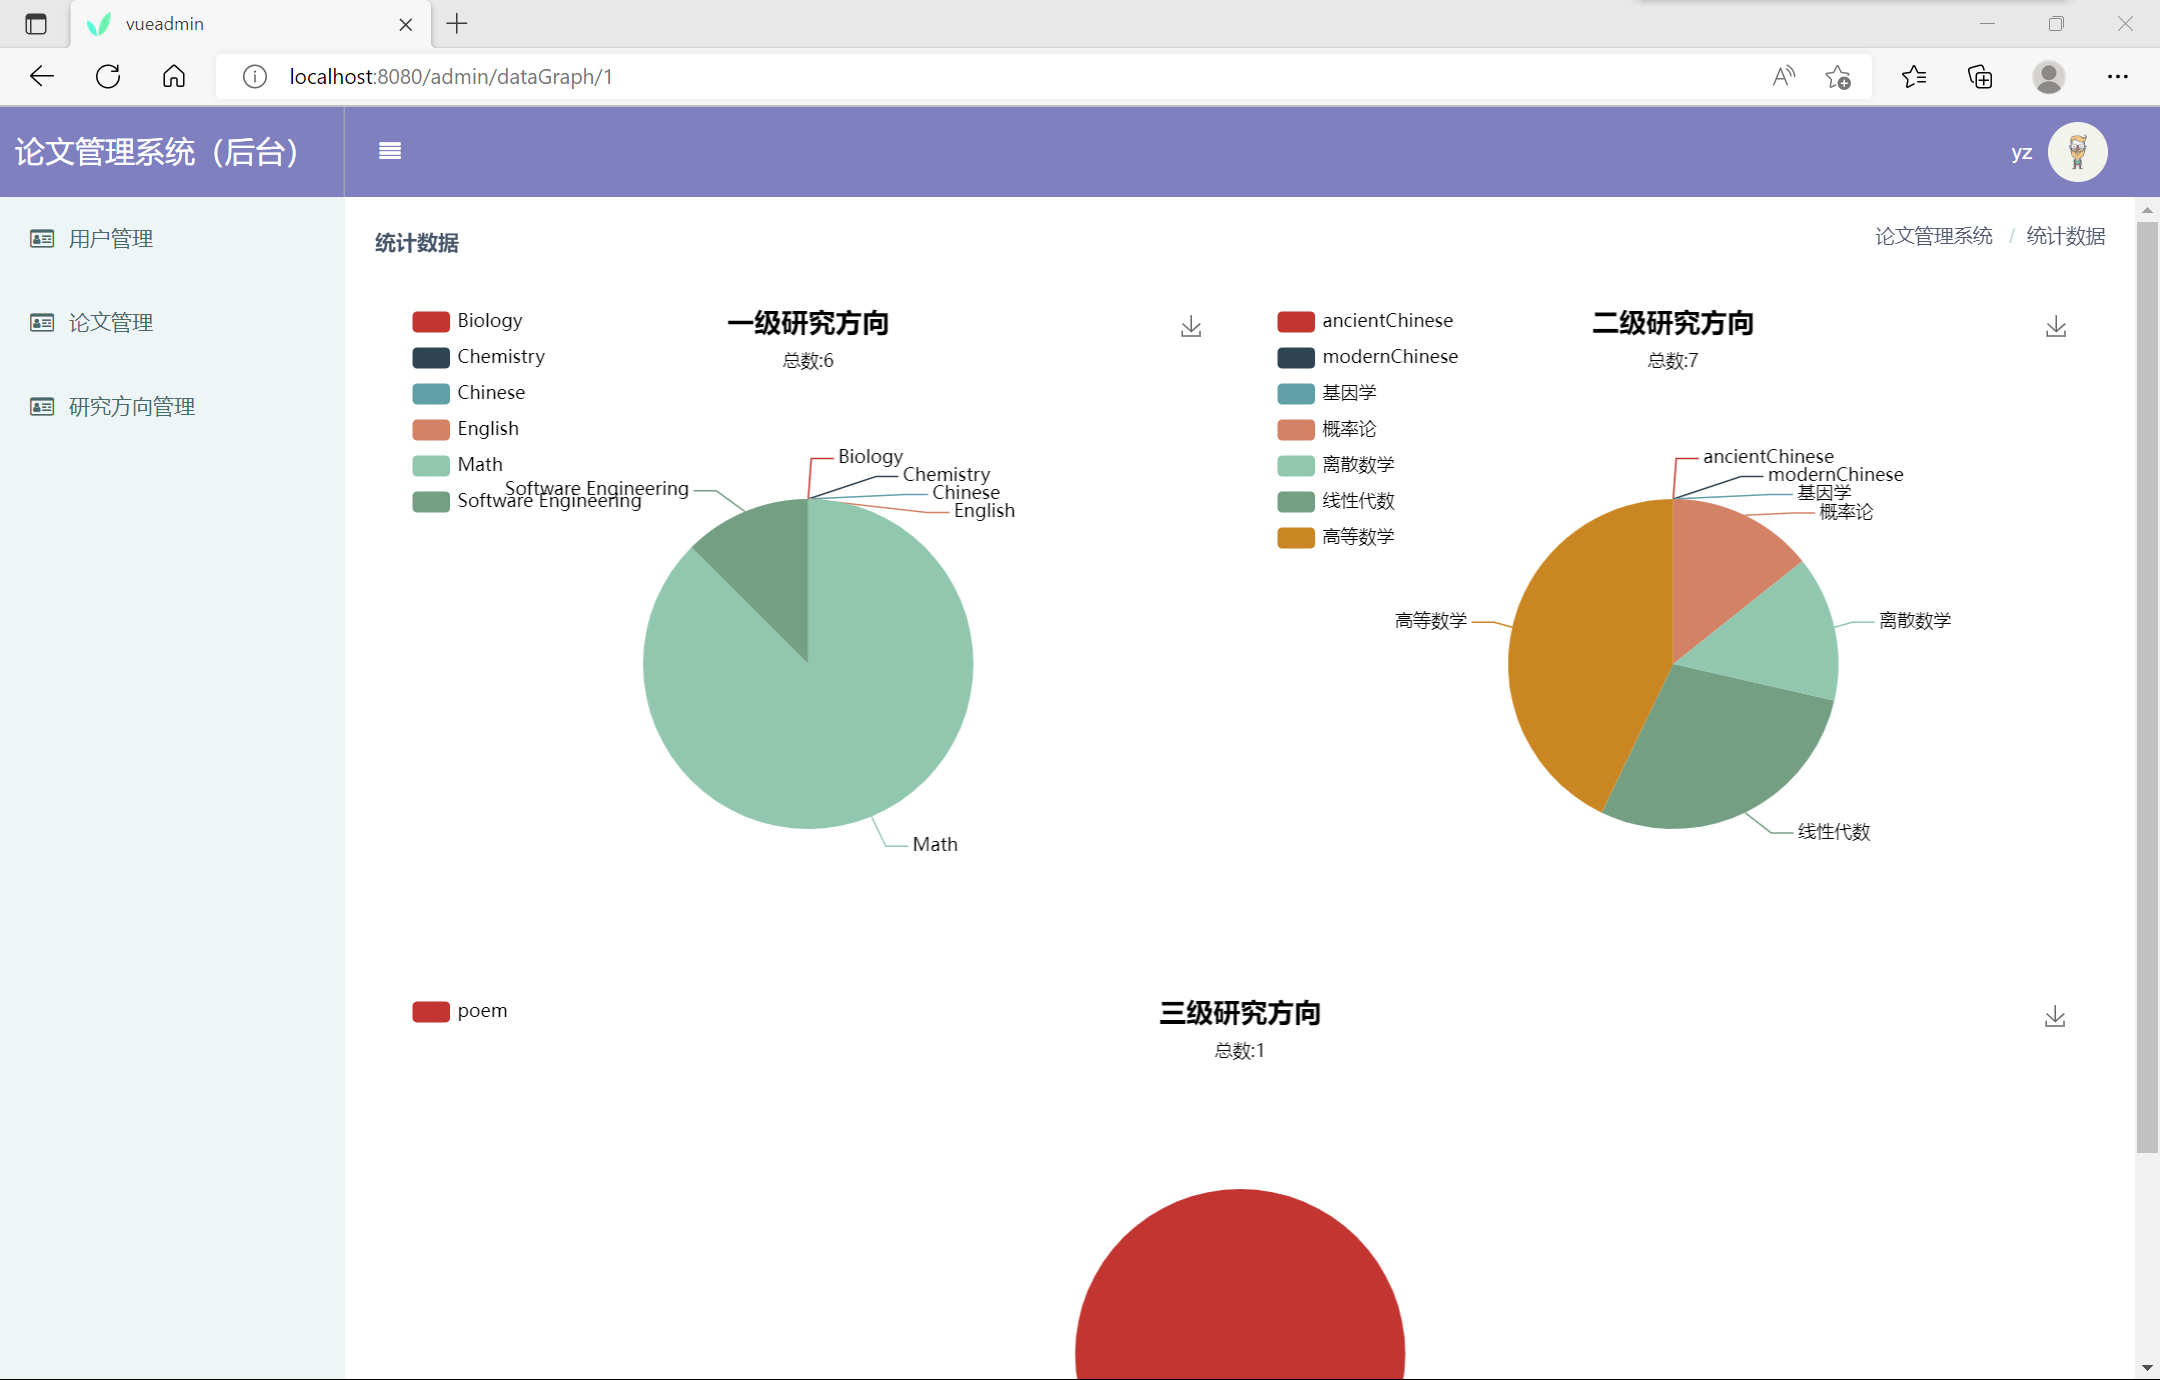 vueadmin
localhost:8080/admin/dataGraph/1
论文管理系统（后台）
yz
用户管理
论文管理
研究方向管理
统计数据
论文管理系统 / 统计数据
Biology
Chemistry
Chinese
English
Math
Software Engineering
一级研究方向
总数:6
Biology
Chemistry
Chinese
English
Software Engineering
Math
ancientChinese
modernChinese
基因学
概率论
离散数学
线性代数
高等数学
二级研究方向
总数:7
ancientChinese
modernChinese
基因学
概率论
高等数学
离散数学
线性代数
poem
三级研究方向
总数:1